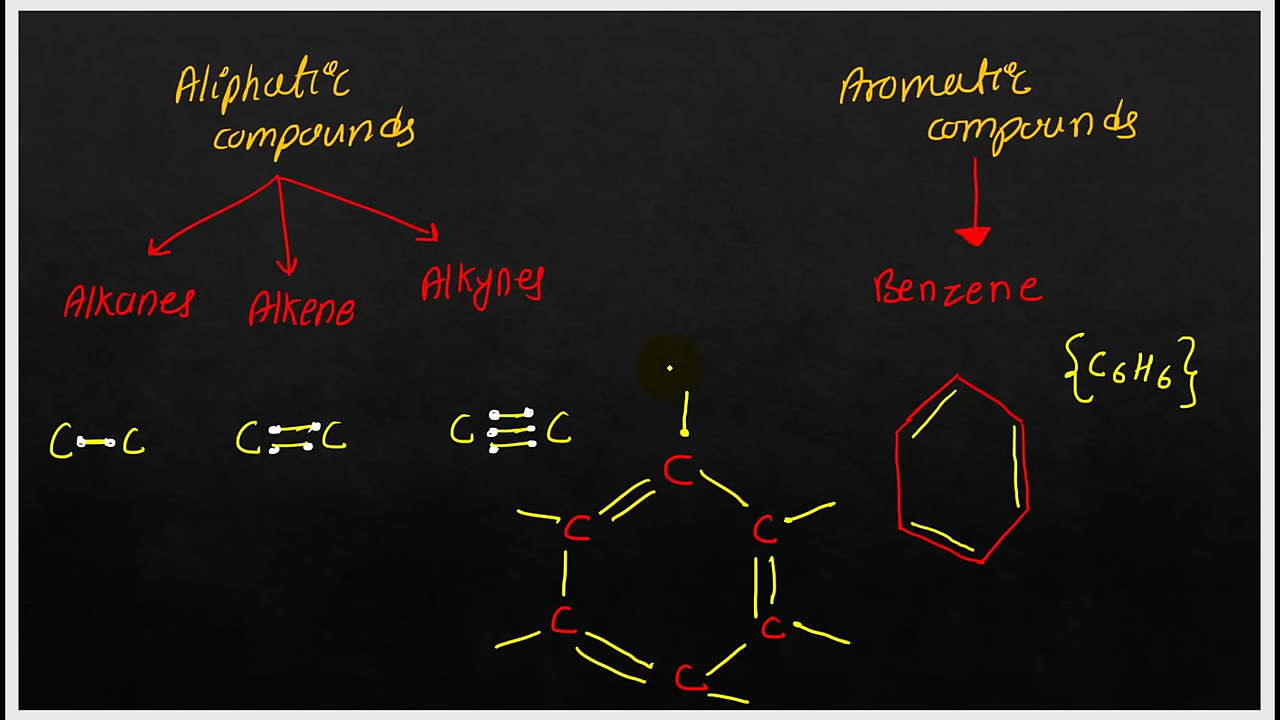 Aliphatic
compounds
Aromatic
compounds
Alkanes
Alkene
Alkynes
Benzene
{C₆H₆}
C-C
C=C
C≡C
C
C
C
C
C
C